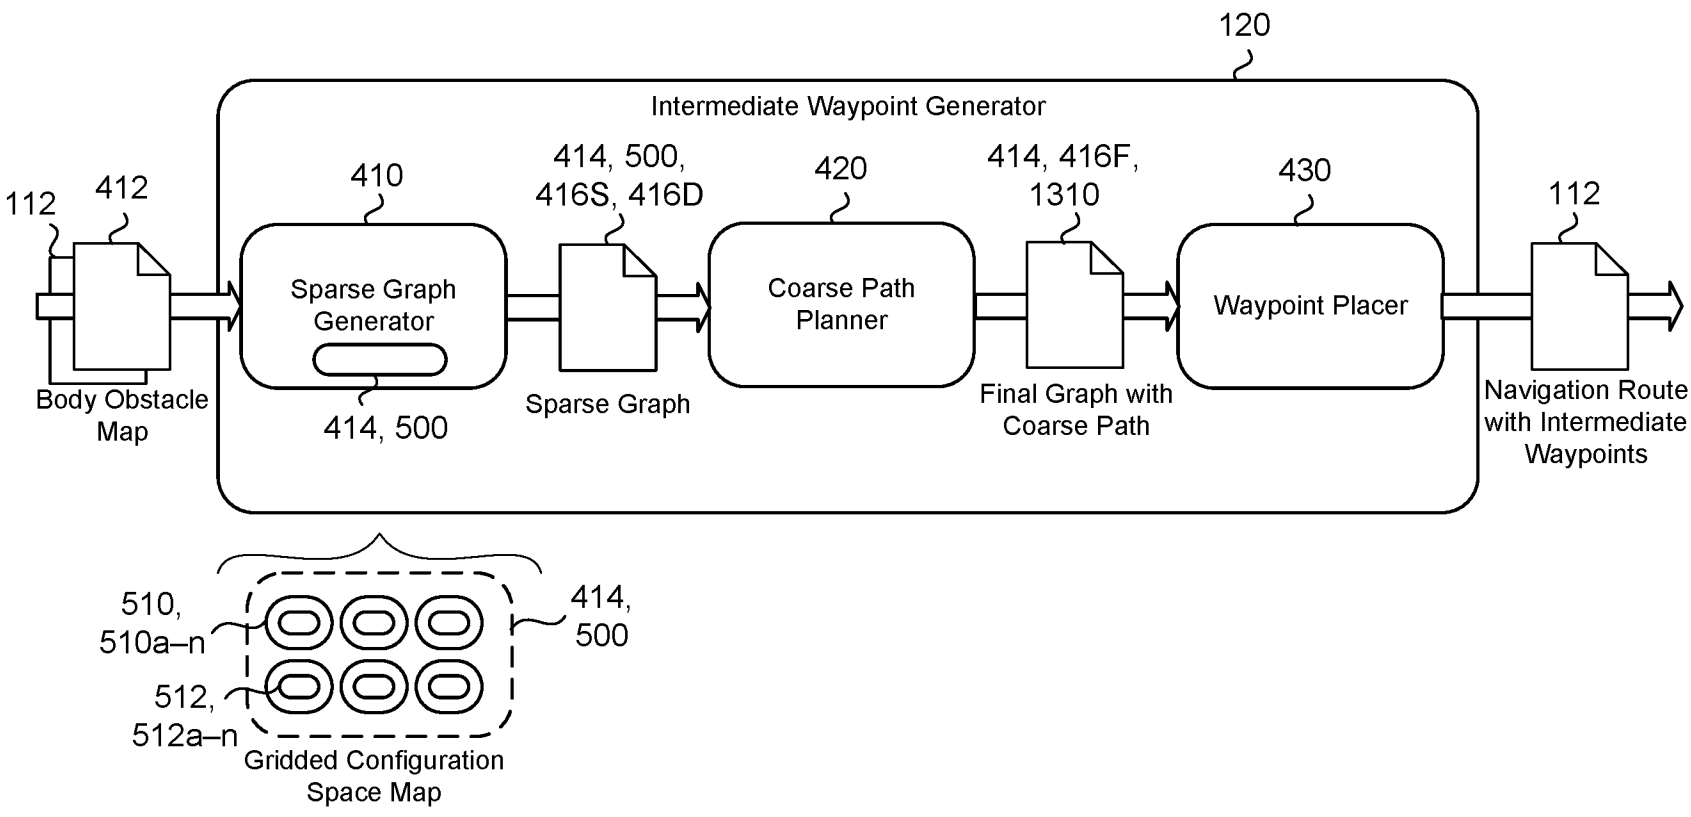 120
Intermediate Waypoint Generator
112
412
410
414, 500,
416S, 416D
420
414, 416F,
1310
430
112
Sparse Graph
Generator
Coarse Path
Planner
Waypoint Placer
414, 500
Body Obstacle
Map
Sparse Graph
Final Graph with
Coarse Path
Navigation Route
with Intermediate
Waypoints
510,
510a–n
512,
512a–n
414,
500
Gridded Configuration
Space Map